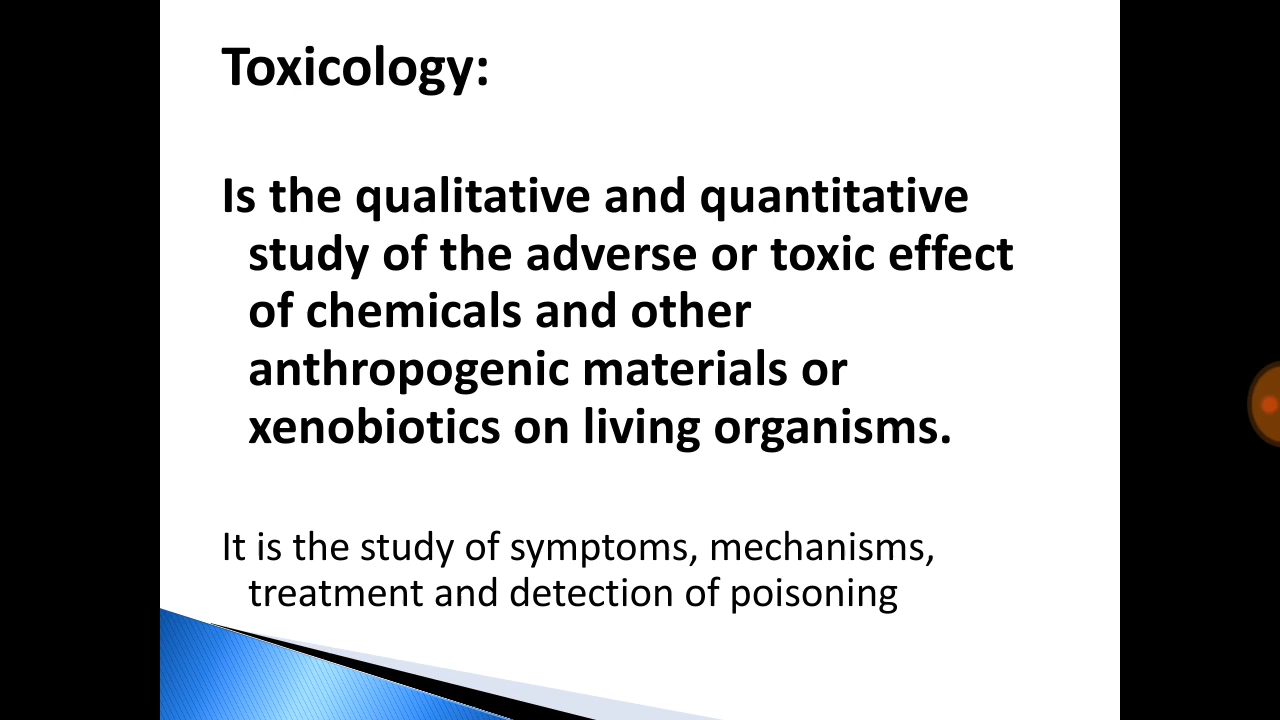 Toxicology:
Is the qualitative and quantitative
study of the adverse or toxic effect
of chemicals and other
anthropogenic materials or
xenobiotics on living organisms.
It is the study of symptoms, mechanisms,
treatment and detection of poisoning